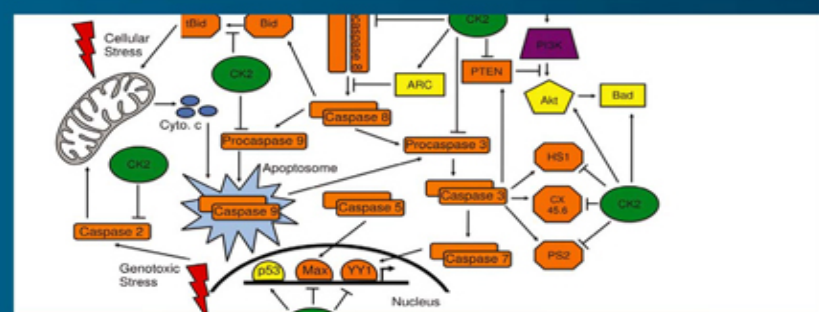 tBid
Bid
CK2
PI3K
Cellular
Stress
CK2
caspase 8
PTEN
ARC
Akt
Bad
Cyto. c
Caspase 8
Procaspase 9
Procaspase 3
CK2
Apoptosome
HS1
Caspase 9
Caspase 5
Caspase 3
CX
45.6
CK2
Caspase 2
PS2
Caspase 7
Genotoxic
Stress
p53
Max
YY1
Nucleus